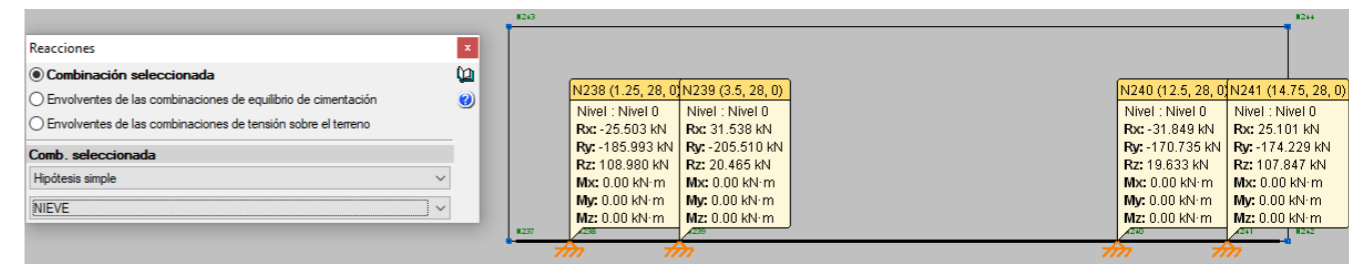 N243
N244
Reacciones
x
Combinación seleccionada
Envolventes de las combinaciones de equilibrio de cimentación
Envolventes de las combinaciones de tensión sobre el terreno
Comb. seleccionada
Hipótesis simple
NIEVE
N238 (1.25, 28, 0)
Nivel : Nivel 0
Rx: -25.503 kN
Ry: -185.993 kN
Rz: 108.980 kN
Mx: 0.00 kN·m
My: 0.00 kN·m
Mz: 0.00 kN·m
N239 (3.5, 28, 0)
Nivel : Nivel 0
Rx: 31.538 kN
Ry: -205.510 kN
Rz: 20.465 kN
Mx: 0.00 kN·m
My: 0.00 kN·m
Mz: 0.00 kN·m
N240 (12.5, 28, 0)
Nivel : Nivel 0
Rx: -31.849 kN
Ry: -170.735 kN
Rz: 19.633 kN
Mx: 0.00 kN·m
My: 0.00 kN·m
Mz: 0.00 kN·m
N241 (14.75, 28, 0)
Nivel : Nivel 0
Rx: 25.101 kN
Ry: -174.229 kN
Rz: 107.847 kN
Mx: 0.00 kN·m
My: 0.00 kN·m
Mz: 0.00 kN·m
N237
N242